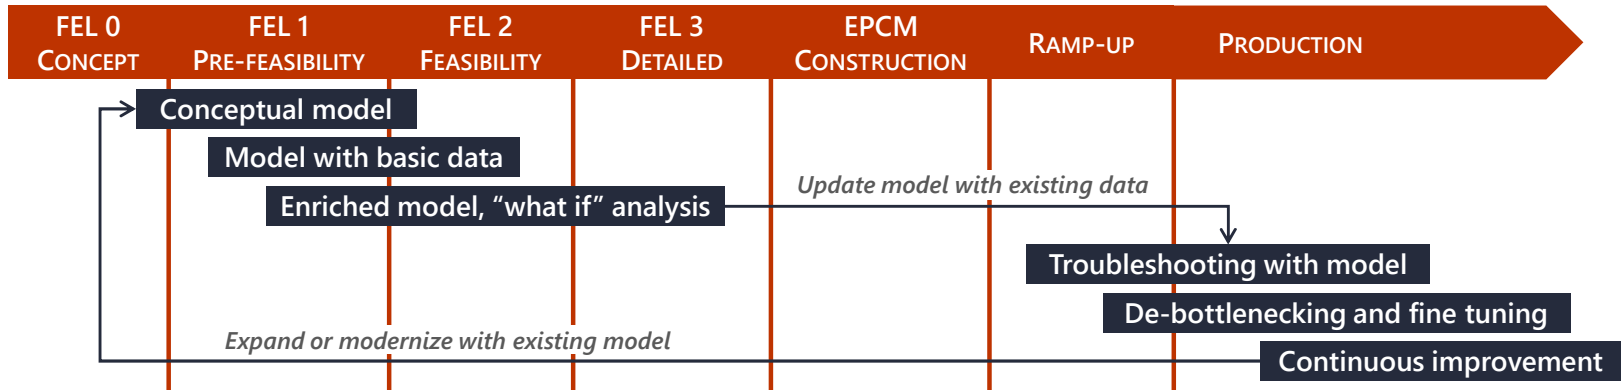 FEL 0
CONCEPT
FEL 1
PRE-FEASIBILITY
FEL 2
FEASIBILITY
FEL 3
DETAILED
EPCM
CONSTRUCTION
RAMP-UP
PRODUCTION
Conceptual model
Model with basic data
Enriched model, “what if” analysis
Update model with existing data
Troubleshooting with model
De-bottlenecking and fine tuning
Expand or modernize with existing model
Continuous improvement